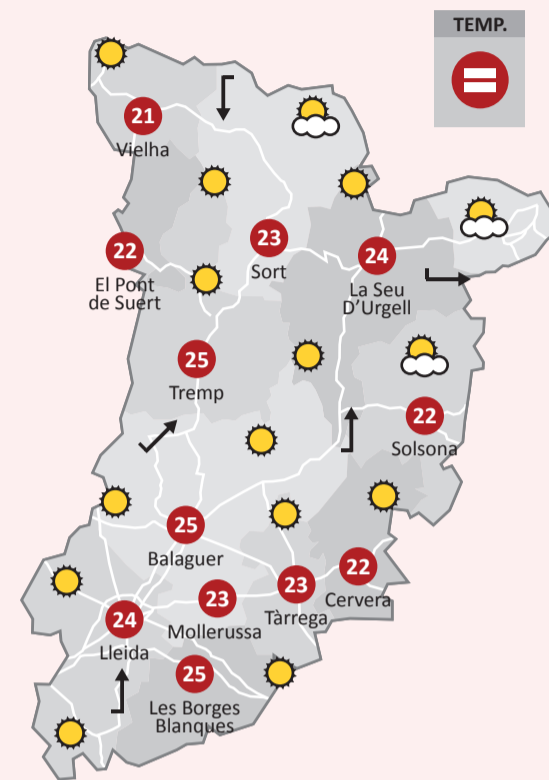 TEMP.
21
Vielha
22
El Pont
de Suert
23
Sort
24
La Seu
D'Urgell
25
Tremp
22
Solsona
25
Balaguer
22
Cervera
23
Tàrrega
23
Mollerussa
24
Lleida
25
Les Borges
Blanques